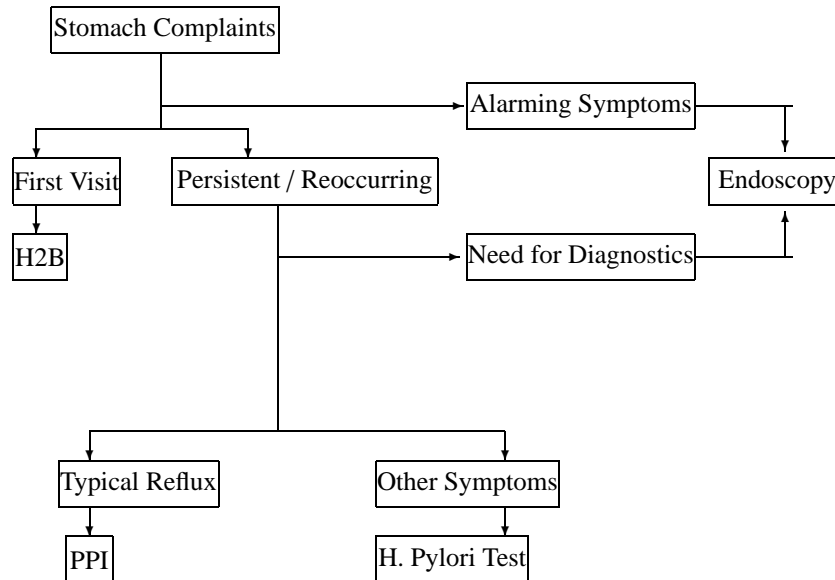 Stomach Complaints
Alarming Symptoms
First Visit
Persistent / Reoccurring
Endoscopy
H2B
Need for Diagnostics
Typical Reflux
Other Symptoms
PPI
H. Pylori Test